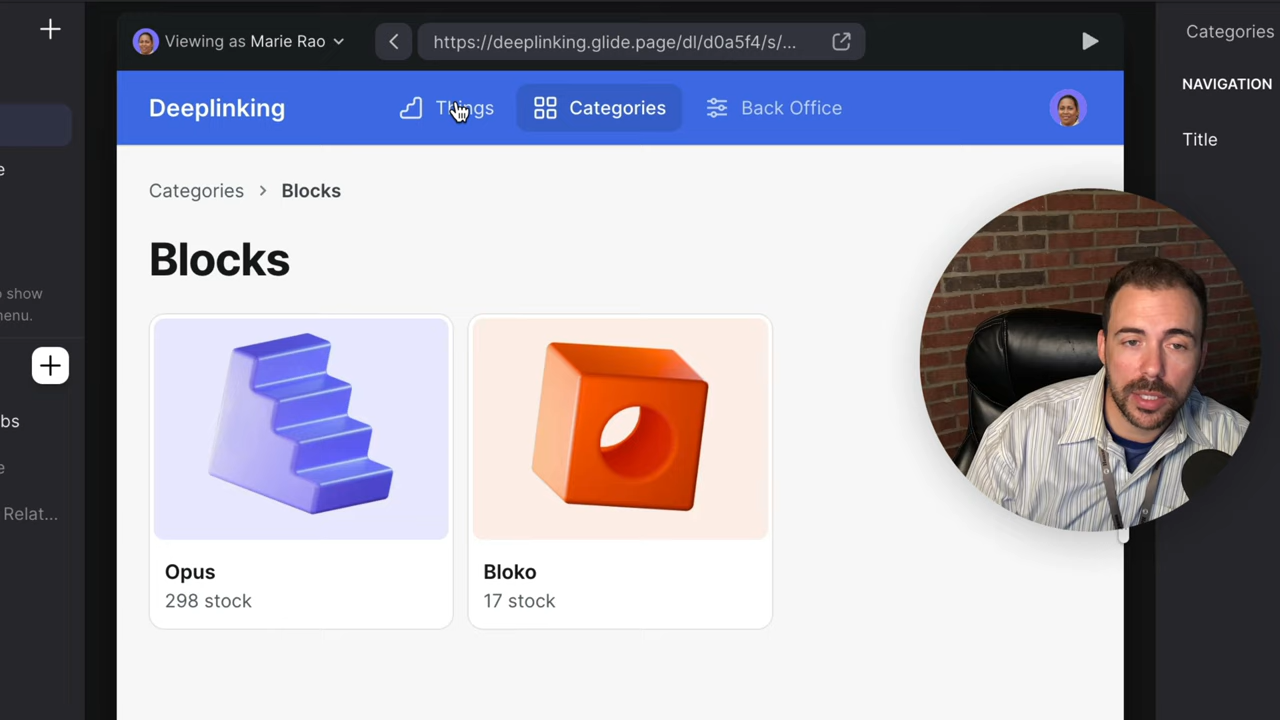 Viewing as Marie Rao
https://deeplinking.glide.page/dl/d0a5f4/s/...
Categories
NAVIGATION
Deeplinking
Things
Categories
Back Office
Title
e
Categories > Blocks
Blocks
o show
menu.
bs
e
Relat...
Opus
298 stock
Bloko
17 stock